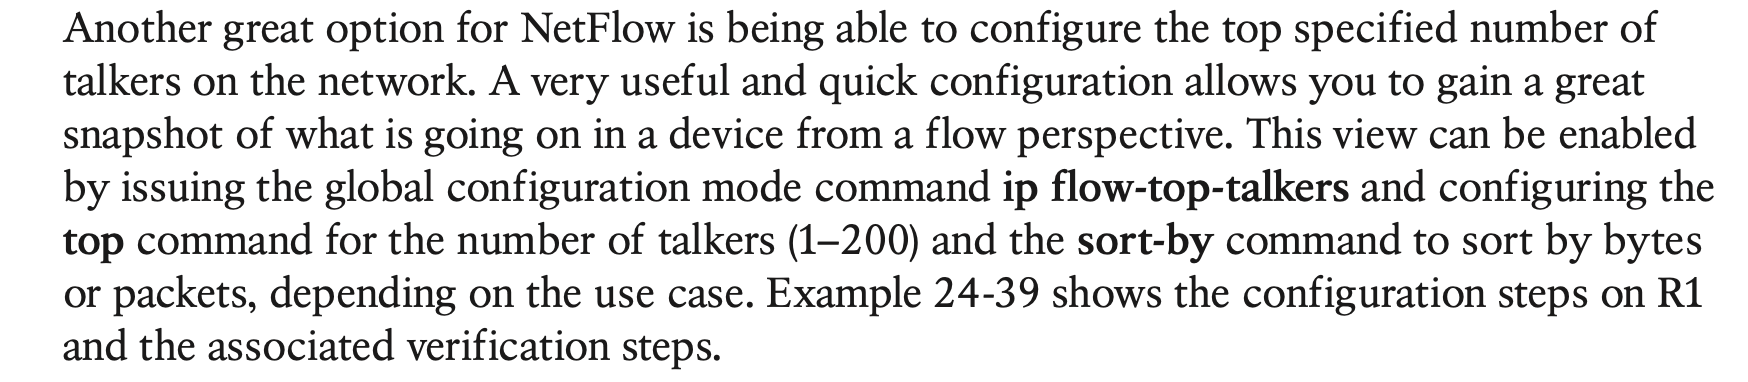 Another great option for NetFlow is being able to configure the top specified number of
talkers on the network. A very useful and quick configuration allows you to gain a great
snapshot of what is going on in a device from a flow perspective. This view can be enabled
by issuing the global configuration mode command ip flow-top-talkers and configuring the
top command for the number of talkers (1–200) and the sort-by command to sort by bytes
or packets, depending on the use case. Example 24-39 shows the configuration steps on R1
and the associated verification steps.